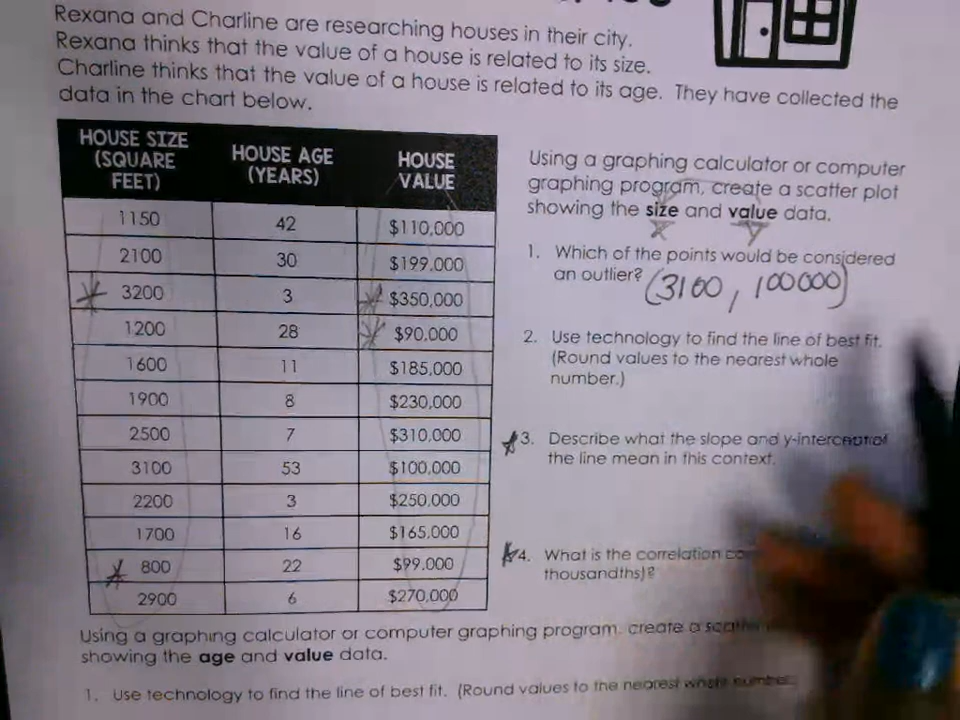 Rexana and Charline are researching houses in their city.
Rexana thinks that the value of a house is related to its size.
Charline thinks that the value of a house is related to its age. They have collected the
data in the chart below.
HOUSE SIZE (SQUARE FEET) HOUSE AGE (YEARS) HOUSE VALUE
1150 42 $110,000
2100 30 $199,000
3200 3 $350,000
1200 28 $90,000
1600 11 $185,000
1900 8 $230,000
2500 7 $310,000
3100 53 $100,000
2200 3 $250,000
1700 16 $165,000
800 22 $99,000
2900 6 $270,000
Using a graphing calculator or computer
graphing program, create a scatter plot
showing the size and value data.
x y
1. Which of the points would be considered
an outlier? (3100, 100000)
2. Use technology to find the line of best fit.
(Round values to the nearest whole
number.)
3. Describe what the slope and y-intercept of
the line mean in this context.
4. What is the correlation
thousandths)?
Using a graphing calculator or computer graphing program, create a
showing the age and value data.
1. Use technology to find the line of best fit. (Round values to the nearest whole number.